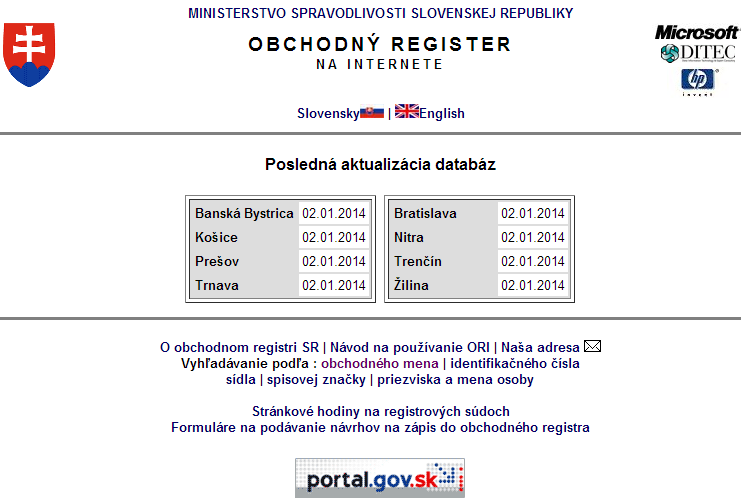 MINISTERSTVO SPRAVODLIVOSTI SLOVENSKEJ REPUBLIKY
OBCHODNÝ REGISTER
NA INTERNETE
Microsoft
DITEC
hp
invent
Slovensky | English
Posledná aktualizácia databáz
Banská Bystrica 02.01.2014 Bratislava 02.01.2014
Košice 02.01.2014 Nitra 02.01.2014
Prešov 02.01.2014 Trenčín 02.01.2014
Trnava 02.01.2014 Žilina 02.01.2014
O obchodnom registri SR | Návod na používanie ORI | Naša adresa
Vyhľadávanie podľa : obchodného mena | identifikačného čísla
sídla | spisovej značky | priezviska a mena osoby
Stránkové hodiny na registrových súdoch
Formuláre na podávanie návrhov na zápis do obchodného registra
portal.gov.sk